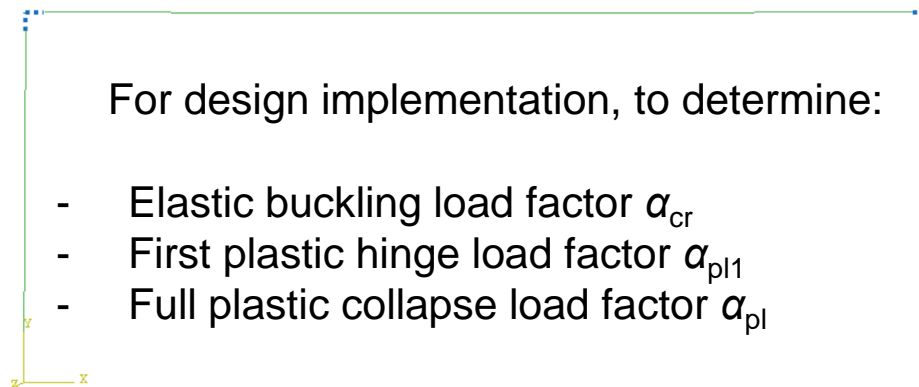 For design implementation, to determine:
- Elastic buckling load factor αcr
- First plastic hinge load factor αpl1
- Full plastic collapse load factor αpl
Y
Z X